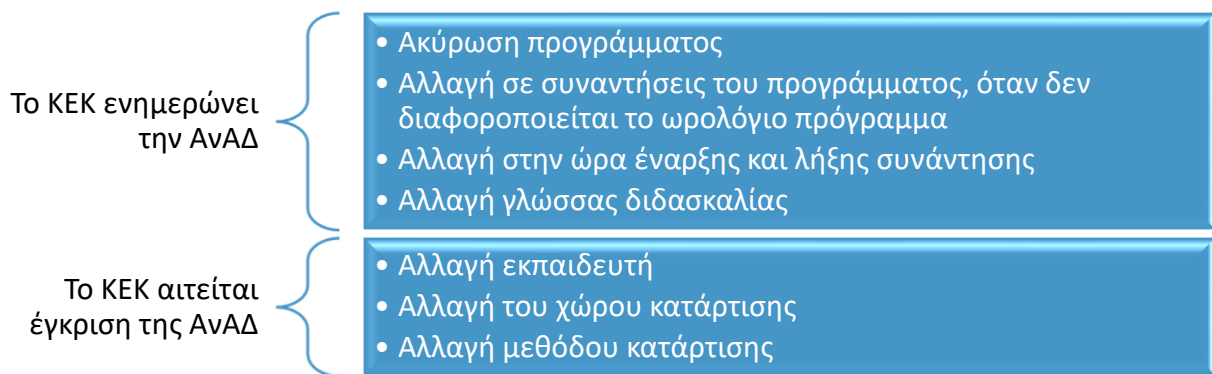 Το ΚΕΚ ενημερώνει
την ΑνΑΔ
• Ακύρωση προγράμματος
• Αλλαγή σε συναντήσεις του προγράμματος, όταν δεν
διαφοροποιείται το ωρολόγιο πρόγραμμα
• Αλλαγή στην ώρα έναρξης και λήξης συνάντησης
• Αλλαγή γλώσσας διδασκαλίας
Το ΚΕΚ αιτείται
έγκριση της ΑνΑΔ
• Αλλαγή εκπαιδευτή
• Αλλαγή του χώρου κατάρτισης
• Αλλαγή μεθόδου κατάρτισης